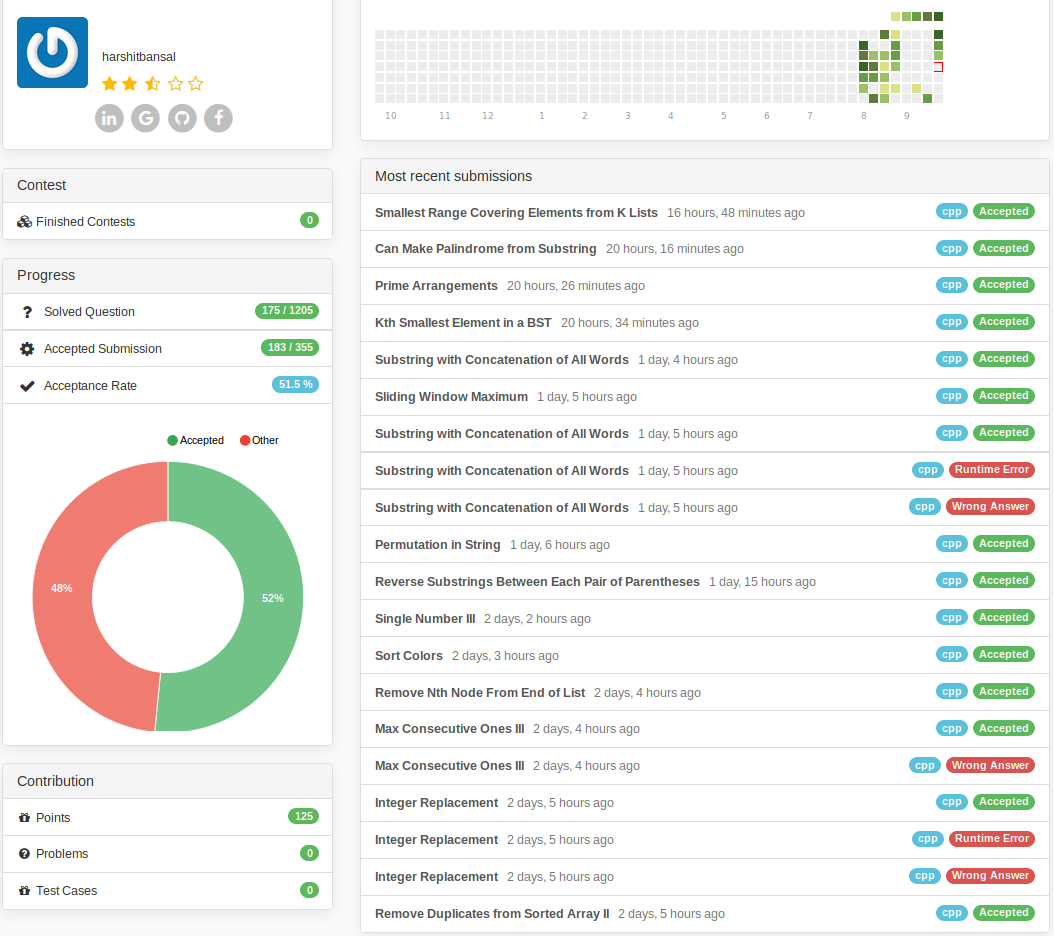 harshitbansal
in G f
Contest
Finished Contests 0
Progress
Solved Question 175 / 1205
Accepted Submission 183 / 355
Acceptance Rate 51.5 %
Accepted Other
48%
52%
Contribution
Points 125
Problems 0
Test Cases 0
10 11 12 1 2 3 4 5 6 7 8 9
Most recent submissions
Smallest Range Covering Elements from K Lists 16 hours, 48 minutes ago cpp Accepted
Can Make Palindrome from Substring 20 hours, 16 minutes ago cpp Accepted
Prime Arrangements 20 hours, 26 minutes ago cpp Accepted
Kth Smallest Element in a BST 20 hours, 34 minutes ago cpp Accepted
Substring with Concatenation of All Words 1 day, 4 hours ago cpp Accepted
Sliding Window Maximum 1 day, 5 hours ago cpp Accepted
Substring with Concatenation of All Words 1 day, 5 hours ago cpp Accepted
Substring with Concatenation of All Words 1 day, 5 hours ago cpp Runtime Error
Substring with Concatenation of All Words 1 day, 5 hours ago cpp Wrong Answer
Permutation in String 1 day, 6 hours ago cpp Accepted
Reverse Substrings Between Each Pair of Parentheses 1 day, 15 hours ago cpp Accepted
Single Number III 2 days, 2 hours ago cpp Accepted
Sort Colors 2 days, 3 hours ago cpp Accepted
Remove Nth Node From End of List 2 days, 4 hours ago cpp Accepted
Max Consecutive Ones III 2 days, 4 hours ago cpp Accepted
Max Consecutive Ones III 2 days, 4 hours ago cpp Wrong Answer
Integer Replacement 2 days, 5 hours ago cpp Accepted
Integer Replacement 2 days, 5 hours ago cpp Runtime Error
Integer Replacement 2 days, 5 hours ago cpp Wrong Answer
Remove Duplicates from Sorted Array II 2 days, 5 hours ago cpp Accepted